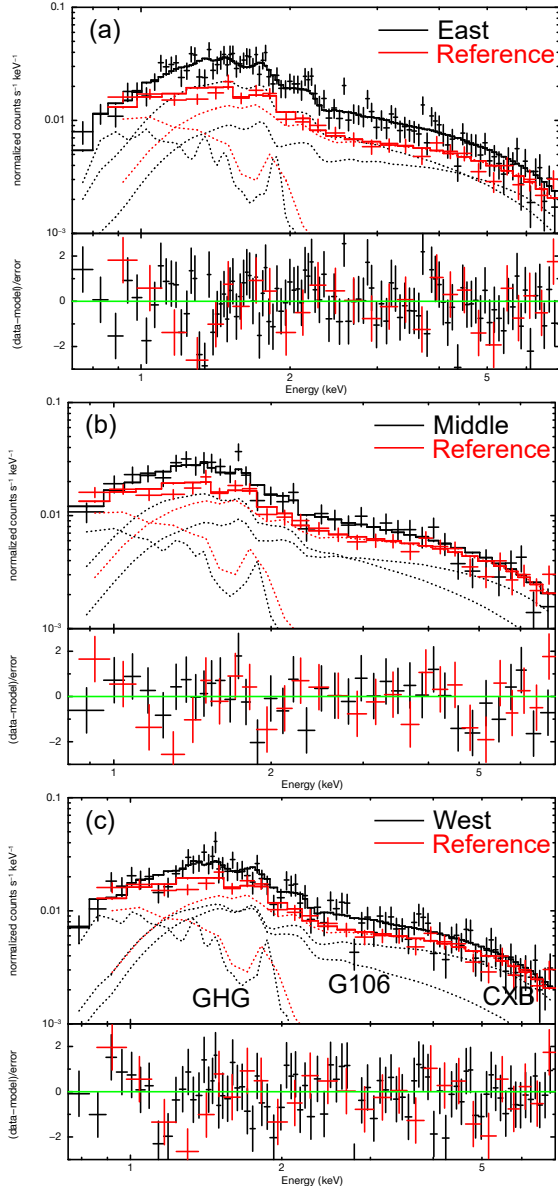 (a)
East
Reference
0.1
0.01
10⁻³
normalized counts s⁻¹ keV⁻¹
2
0
−2
(data−model)/error
1
2
5
Energy (keV)
(b)
Middle
Reference
0.1
0.01
10⁻³
normalized counts s⁻¹ keV⁻¹
2
0
−2
(data−model)/error
1
2
5
Energy (keV)
(c)
West
Reference
0.1
0.01
10⁻³
normalized counts s⁻¹ keV⁻¹
GHG
G106
CXB
2
0
−2
(data−model)/error
1
2
5
Energy (keV)